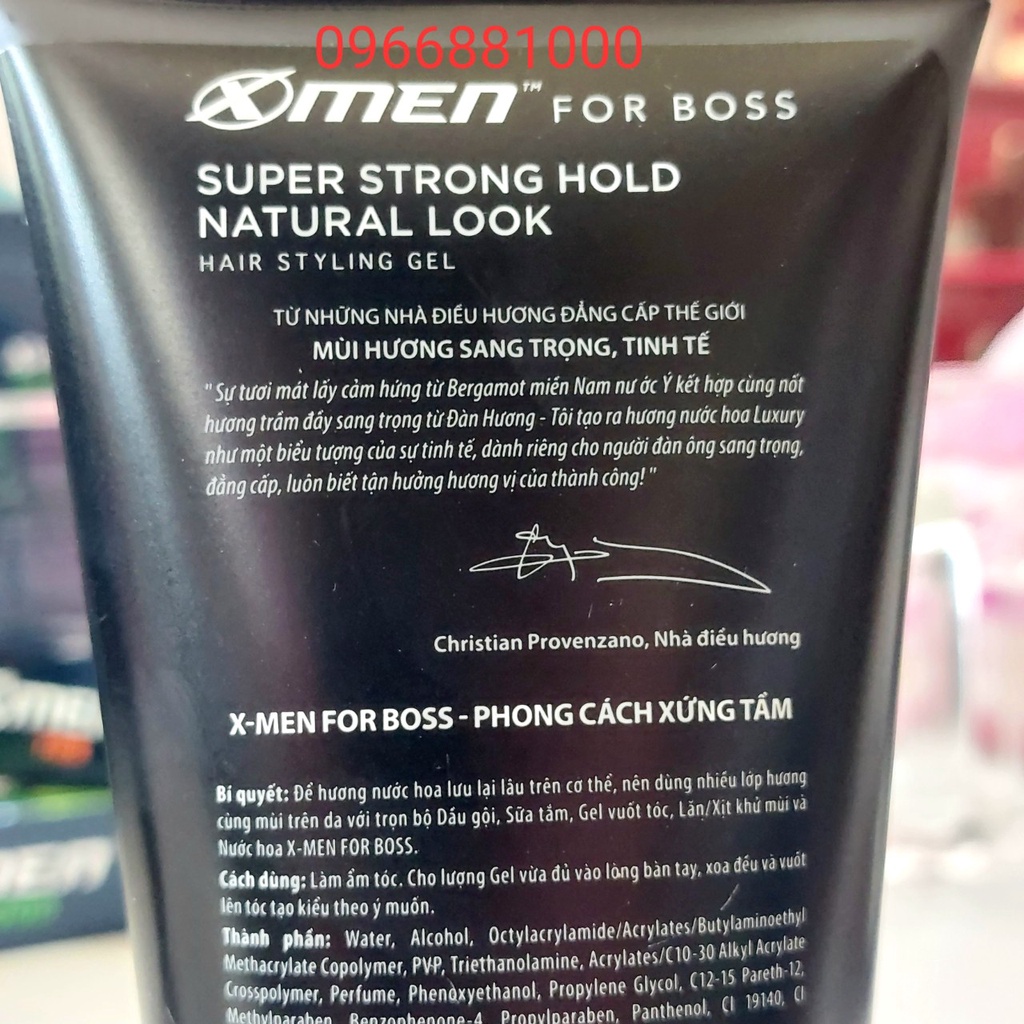 0966881000
XMEN™ FOR BOSS
SUPER STRONG HOLD
NATURAL LOOK
HAIR STYLING GEL
TỪ NHỮNG NHÀ ĐIỀU HƯƠNG ĐẲNG CẤP THẾ GIỚI
MÙI HƯƠNG SANG TRỌNG, TINH TẾ
"Sự tươi mát lấy cảm hứng từ Bergamot miền Nam nư ớc Ý kết hợp cùng nốt
hương trầm đầy sang trọng từ Đàn Hương - Tôi tạo ra hương nước hoa Luxury
như một biểu tượng của sự tinh tế, dành riêng cho người đàn ông sang trọng,
đẳng cấp, luôn biết tận hưởng hương vị của thành công!"
Christian Provenzano, Nhà điều hương
X-MEN FOR BOSS - PHONG CÁCH XỨNG TẦM
Bí quyết: Để hương nước hoa lưu lại lâu trên cơ thể, nên dùng nhiều lớp hương
cùng mùi trên da với trọn bộ Dầu gội, Sữa tắm, Gel vuốt tóc, Lăn/Xịt khử mùi và
Nước hoa X-MEN FOR BOSS.
Cách dùng: Làm ẩm tóc. Cho lượng Gel vừa đủ vào lòng bàn tay, xoa đều và vuốt
lên tóc tạo kiểu theo ý muốn.
Thành phần: Water, Alcohol, Octylacrylamide/Acrylates/Butylaminoethyl
Methacrylate Copolymer, PVP, Triethanolamine, Acrylates/C10-30 Alkyl Acrylate
Crosspolymer, Perfume, Phenoxyethanol, Propylene Glycol, C12-15 Pareth-12,
Methylparaben, Benzophenone-4, Propylparaben, Panthenol, CI 19140, CI